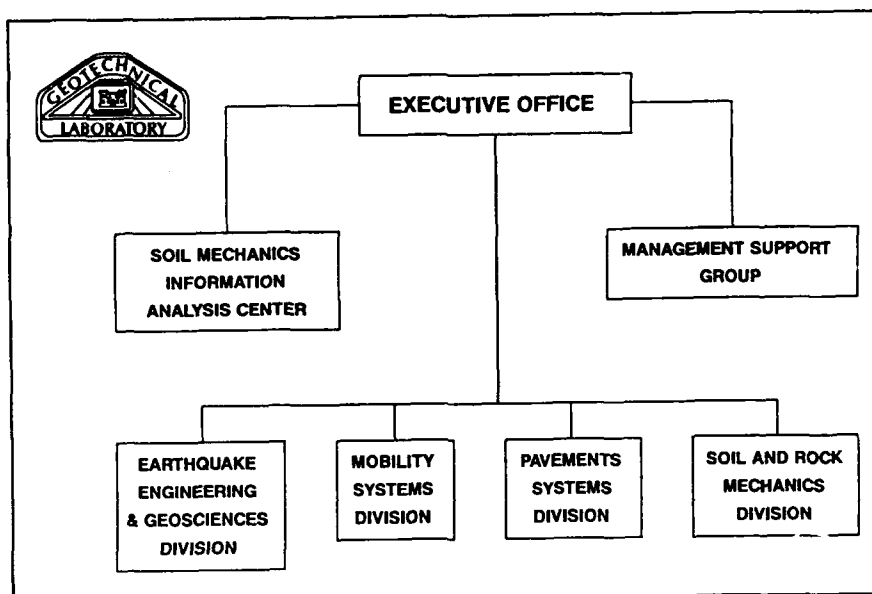 GEOTECHNICAL
LABORATORY
EXECUTIVE OFFICE
SOIL MECHANICS
INFORMATION
ANALYSIS CENTER
MANAGEMENT SUPPORT
GROUP
EARTHQUAKE
ENGINEERING
& GEOSCIENCES
DIVISION
MOBILITY
SYSTEMS
DIVISION
PAVEMENTS
SYSTEMS
DIVISION
SOIL AND ROCK
MECHANICS
DIVISION